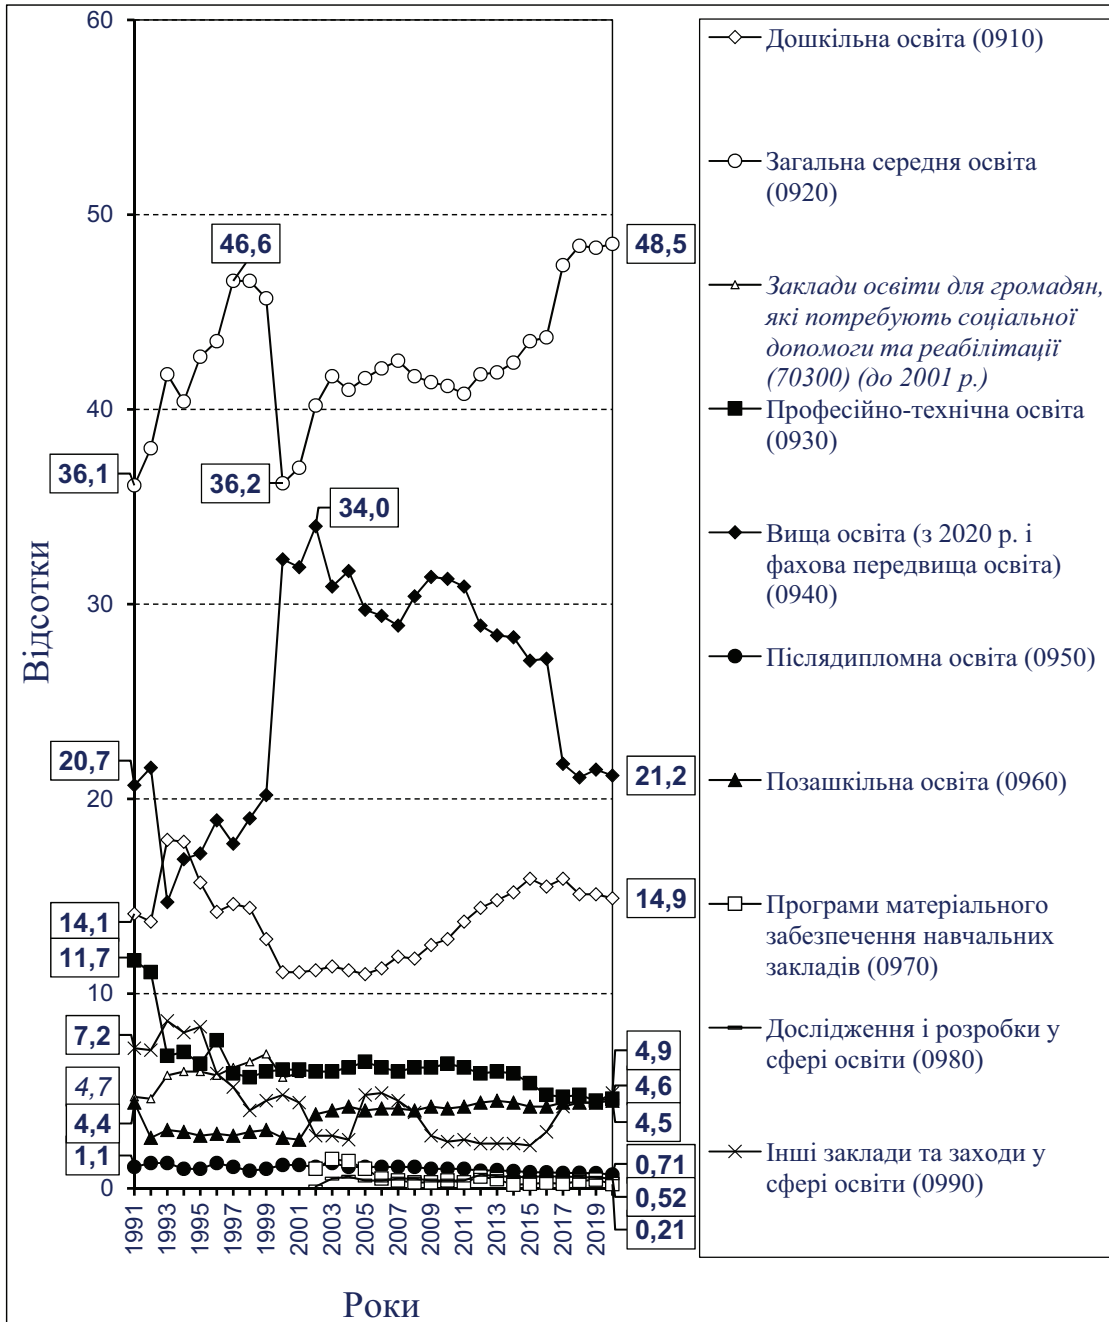 60
50
40
30
20
10
0
Відсотки
46,6
36,1
36,2
34,0
20,7
14,1
11,7
7,2
4,7
4,4
1,1
48,5
21,2
14,9
4,9
4,6
4,5
0,71
0,52
0,21
1991
1993
1995
1997
1999
2001
2003
2005
2007
2009
2011
2013
2015
2017
2019
Роки
Дошкільна освіта (0910)
Загальна середня освіта
(0920)
Заклади освіти для громадян,
які потребують соціальної
допомоги та реабілітації
(70300) (до 2001 р.)
Професійно-технічна освіта
(0930)
Вища освіта (з 2020 р. і
фахова передвища освіта)
(0940)
Післядипломна освіта (0950)
Позашкільна освіта (0960)
Програми матеріального
забезпечення навчальних
закладів (0970)
Дослідження і розробки у
сфері освіти (0980)
Інші заклади та заходи у
сфері освіти (0990)